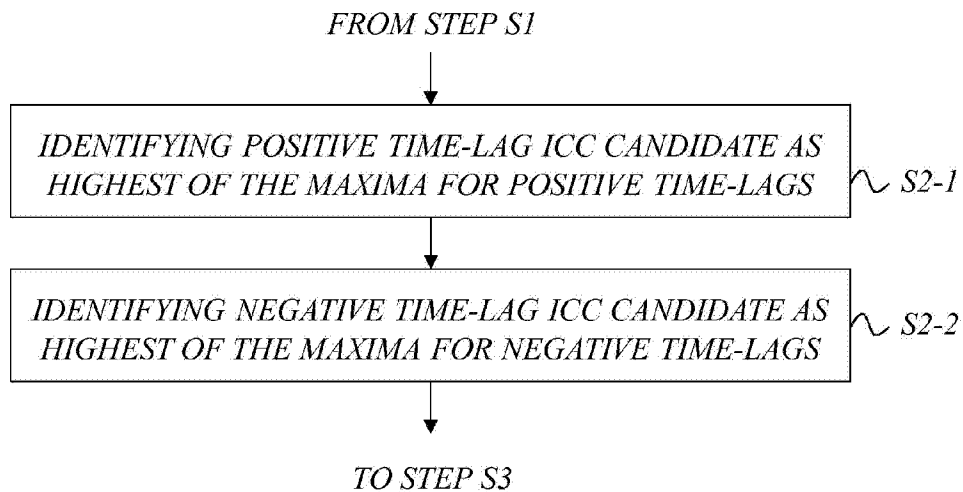 FROM STEP S1
IDENTIFYING POSITIVE TIME-LAG ICC CANDIDATE AS
HIGHEST OF THE MAXIMA FOR POSITIVE TIME-LAGS
S2-1
IDENTIFYING NEGATIVE TIME-LAG ICC CANDIDATE AS
HIGHEST OF THE MAXIMA FOR NEGATIVE TIME-LAGS
S2-2
TO STEP S3